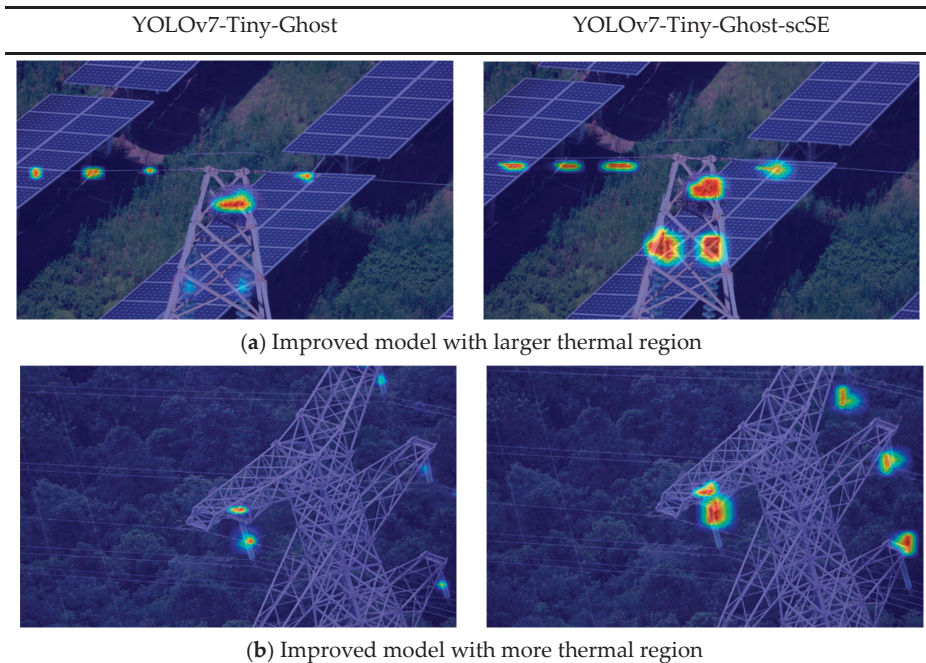 YOLOv7-Tiny-Ghost YOLOv7-Tiny-Ghost-scSE
(a) Improved model with larger thermal region
(b) Improved model with more thermal region